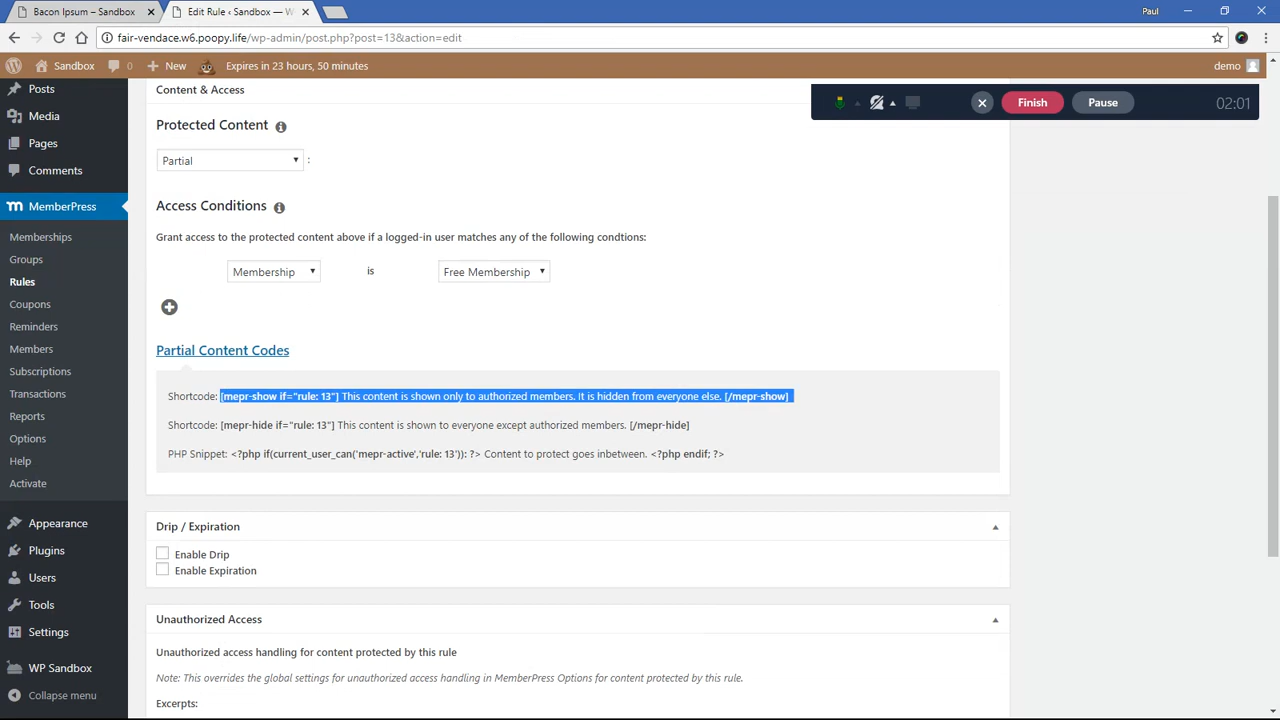 Bacon Ipsum – Sandbox
Edit Rule ‹ Sandbox — W
Paul
fair-vendace.w6.poopy.life/wp-admin/post.php?post=13&action=edit
Sandbox
0
New
Expires in 23 hours, 50 minutes
demo
Posts
Media
Pages
Comments
MemberPress
Memberships
Groups
Rules
Coupons
Reminders
Members
Subscriptions
Transactions
Reports
Options
Help
Activate
Appearance
Plugins
Users
Tools
Settings
WP Sandbox
Collapse menu
Content & Access
Finish
Pause
02:01
Protected Content
Partial
:
Access Conditions
Grant access to the protected content above if a logged-in user matches any of the following condtions:
Membership is Free Membership
Partial Content Codes
Shortcode: [mepr-show if="rule: 13"] This content is shown only to authorized members. It is hidden from everyone else. [/mepr-show]
Shortcode: [mepr-hide if="rule: 13"] This content is shown to everyone except authorized members. [/mepr-hide]
PHP Snippet: <?php if(current_user_can('mepr-active','rule: 13')): ?> Content to protect goes inbetween. <?php endif; ?>
Drip / Expiration
Enable Drip
Enable Expiration
Unauthorized Access
Unauthorized access handling for content protected by this rule
Note: This overrides the global settings for unauthorized access handling in MemberPress Options for content protected by this rule.
Excerpts: